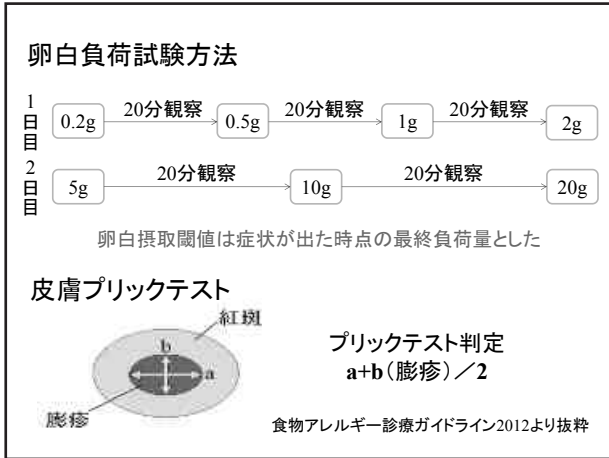 卵白負荷試験方法
1日目
0.2g 20分観察 0.5g 20分観察 1g 20分観察 2g
2日目
5g 20分観察 10g 20分観察 20g
卵白摂取閾値は症状が出た時点の最終負荷量とした
皮膚プリックテスト
紅斑
b
a
膨疹
プリックテスト判定
a+b(膨疹)/2
食物アレルギー診療ガイドライン2012より抜粋